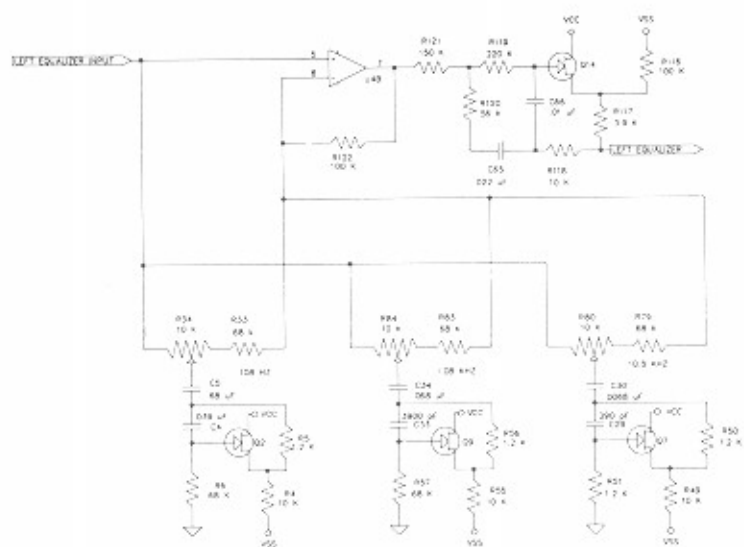 LEFT EQUALIZER INPUT
5
6
7
U4B
R121
150 K
R119
220 K
R120
56 K
C66
.01 uF
C65
.022 uF
R118
10 K
VCC
VSS
R116
100 K
R117
3.9 K
LEFT EQUALIZER
R122
100 K
R34
10 K
R33
68 K
108 HZ
R84
10 K
R83
68 K
1.08 KHZ
R80
10 K
R79
68 K
10.5 KHZ
C5
.68 uF
.039 uF
C4
VCC
Q2
R5
2.2 K
R6
68 K
R4
10 K
VSS
C34
.068 uF
3900 pF
C33
VCC
Q9
R56
1.2 K
R57
68 K
R55
10 K
VSS
C30
.0068 uF
390 pF
C29
VCC
Q7
R50
1.2 K
R51
1.2 K
R49
10 K
VSS